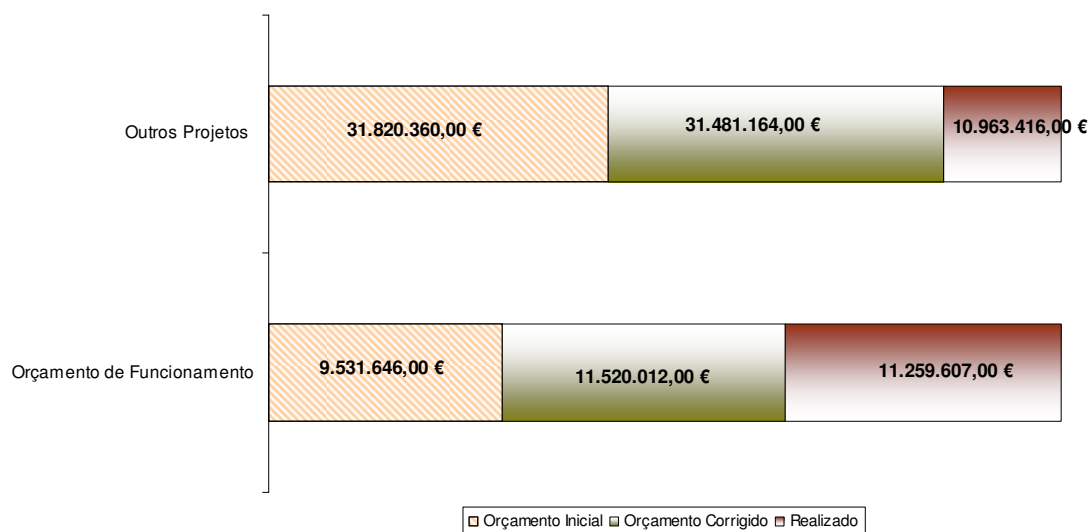 Outros Projetos
31.820.360,00 €
31.481.164,00 €
10.963.416,00 €
Orçamento de Funcionamento
9.531.646,00 €
11.520.012,00 €
11.259.607,00 €
Orçamento Inicial Orçamento Corrigido Realizado